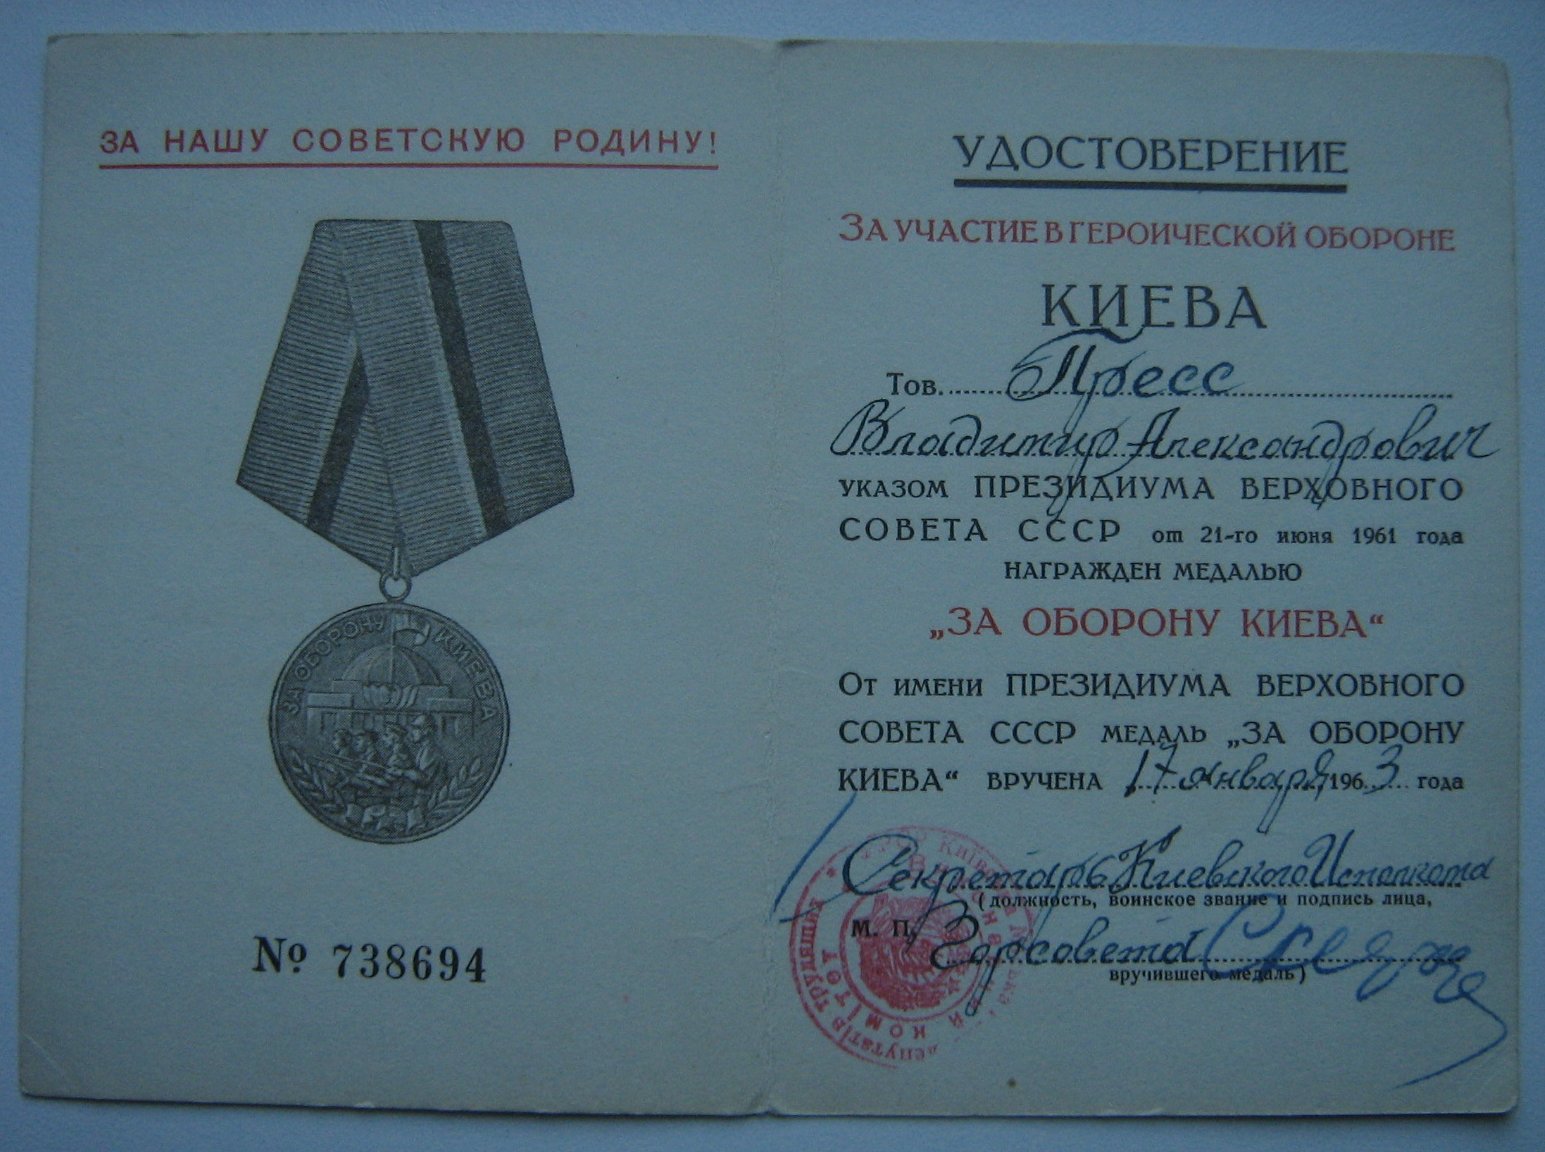 ЗА НАШУ СОВЕТСКУЮ РОДИНУ!
ЗА ОБОРОНУ КИЕВА
№ 738694
УДОСТОВЕРЕНИЕ
ЗА УЧАСТИЕ В ГЕРОИЧЕСКОЙ ОБОРОНЕ
КИЕВА
Тов. Пресс
Владимир Александрович
УКАЗОМ ПРЕЗИДИУМА ВЕРХОВНОГО
СОВЕТА СССР от 21-го июня 1961 года
НАГРАЖДЕН МЕДАЛЬЮ
„ЗА ОБОРОНУ КИЕВА“
ОТ ИМЕНИ ПРЕЗИДИУМА ВЕРХОВНОГО
СОВЕТА СССР МЕДАЛЬ „ЗА ОБОРОНУ
КИЕВА“ ВРУЧЕНА 17 января 1963 года
Секретарь Киевского Исполкома
(должность, воинское звание и подпись лица,
М. П. Горсовета
вручившего медаль)
депутатів трудящих
комітет